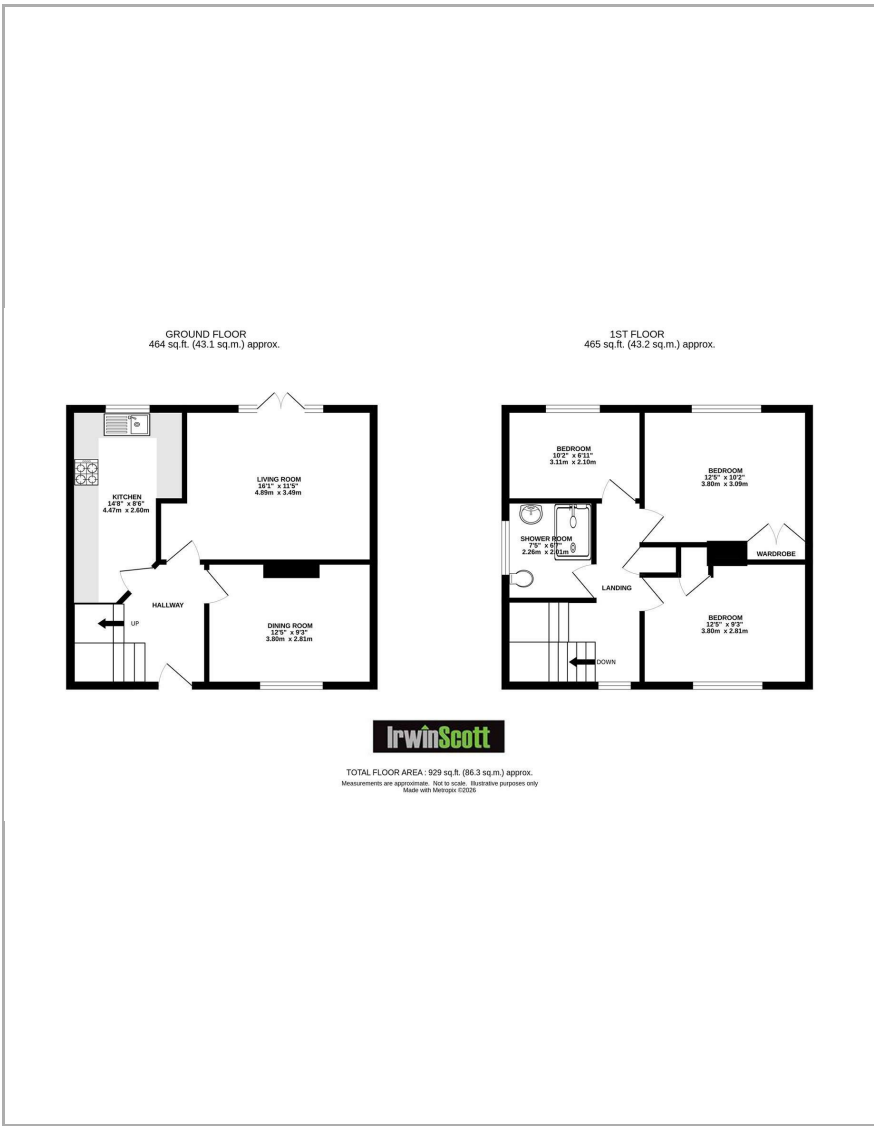 GROUND FLOOR
464 sq.ft. (43.1 sq.m.) approx.
KITCHEN
14'8" x 8'6"
4.47m x 2.60m
LIVING ROOM
16'1" x 11'5"
4.89m x 3.49m
HALLWAY
UP
DINING ROOM
12'5" x 9'3"
3.80m x 2.81m
1ST FLOOR
465 sq.ft. (43.2 sq.m.) approx.
BEDROOM
10'2" x 6'11"
3.11m x 2.10m
BEDROOM
12'5" x 10'2"
3.80m x 3.09m
SHOWER ROOM
7'5" x 6'7"
2.26m x 2.01m
WARDROBE
LANDING
BEDROOM
12'5" x 9'3"
3.80m x 2.81m
DOWN
IrwinScott
TOTAL FLOOR AREA : 929 sq.ft. (86.3 sq.m.) approx.
Measurements are approximate. Not to scale. Illustrative purposes only
Made with Metropix ©2026